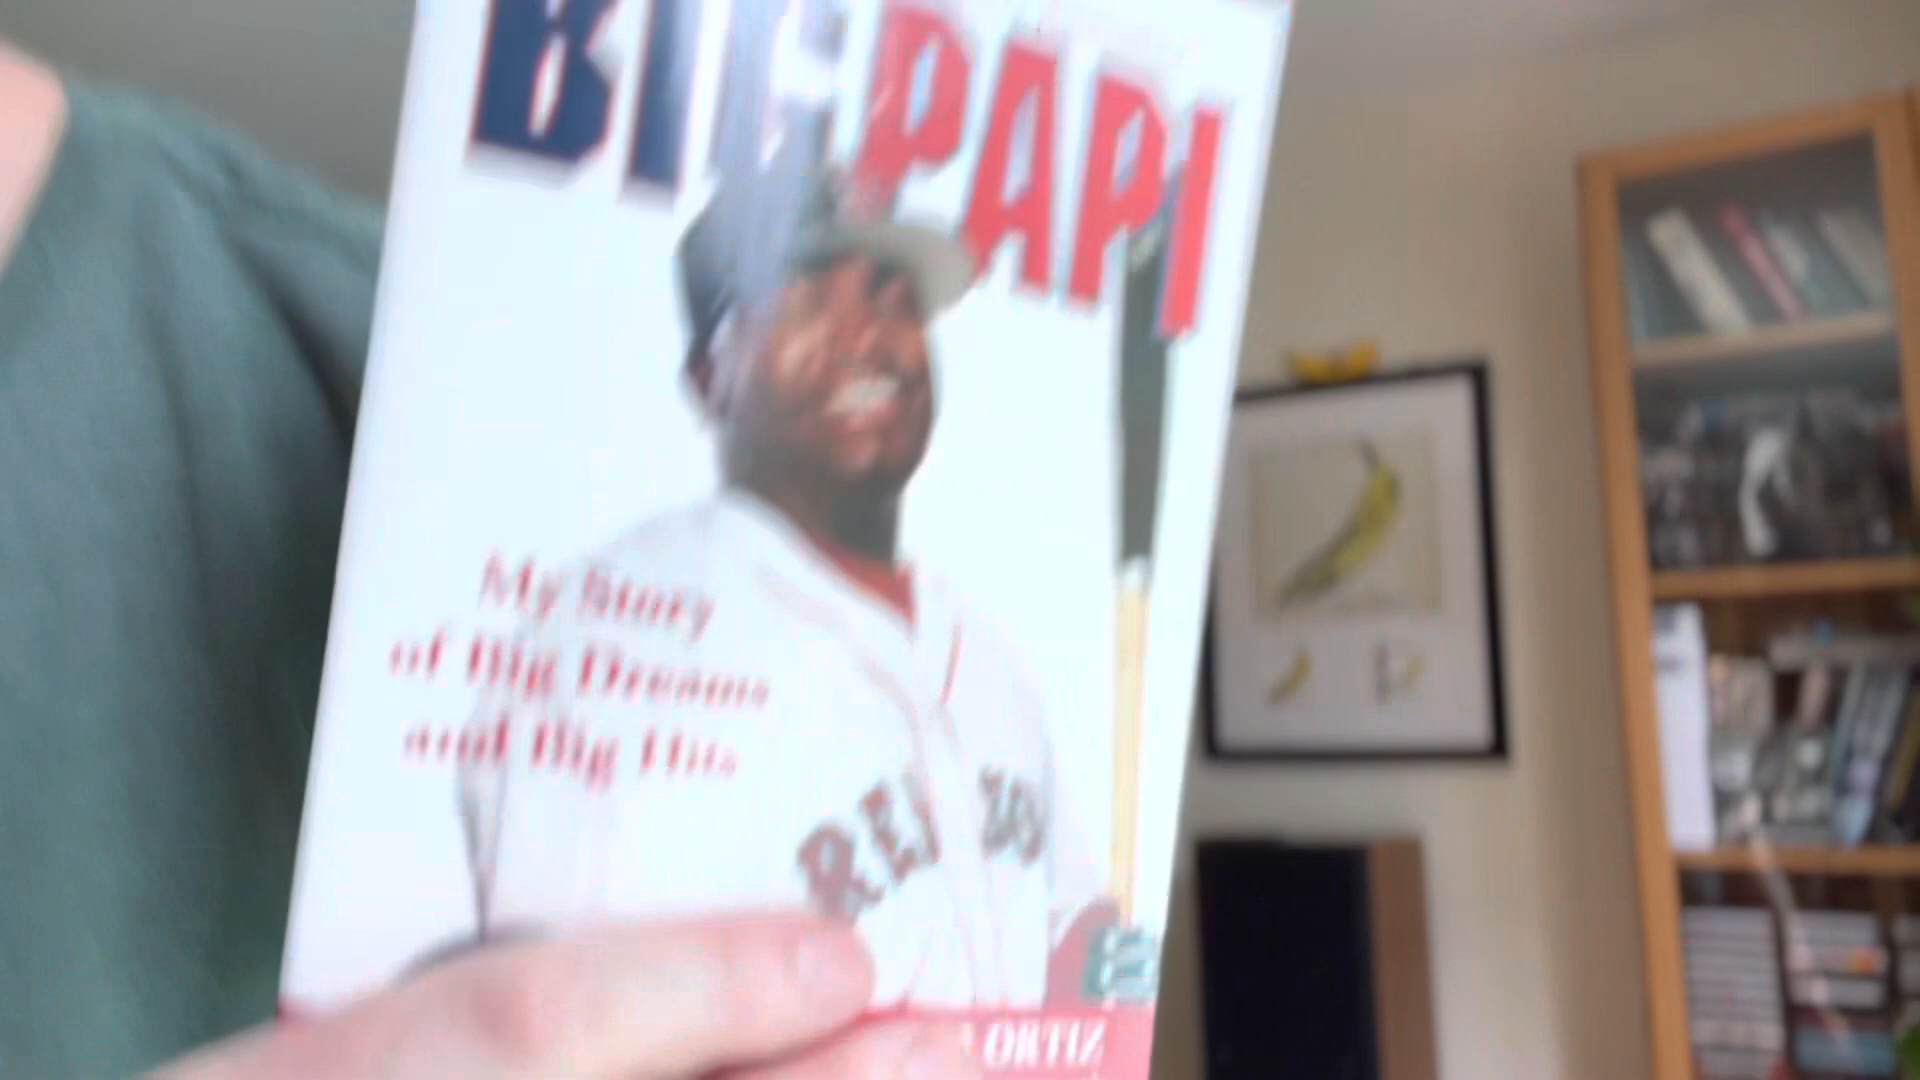 BIG PAPI
My Story
of Big Dreams
and Big Hits
RED SOX
ORTIZ